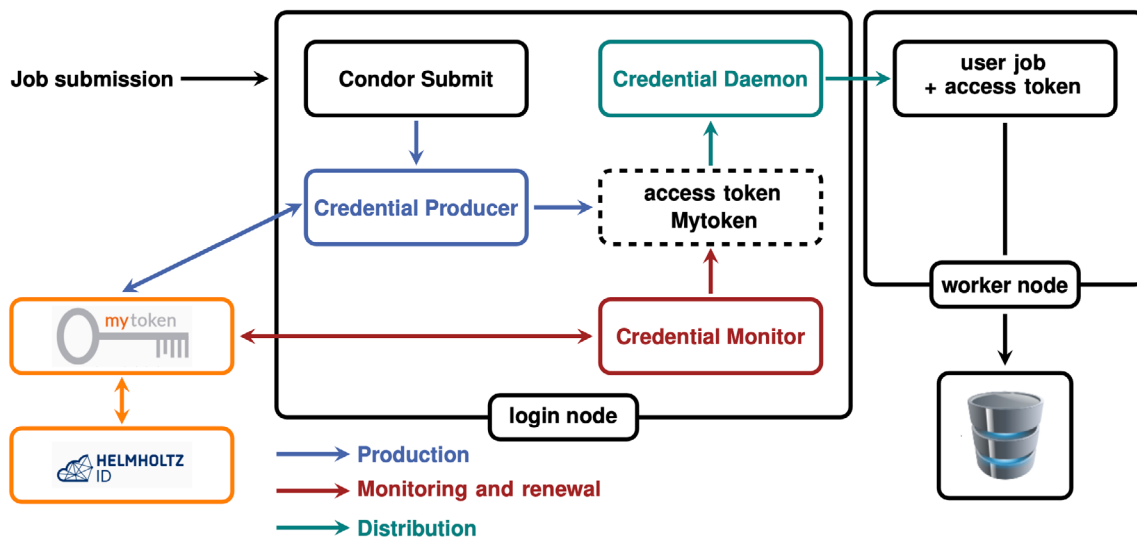 Job submission
Condor Submit
Credential Daemon
user job
+ access token
Credential Producer
access token
Mytoken
worker node
mytoken
Credential Monitor
login node
HELMHOLTZ
ID
Production
Monitoring and renewal
Distribution